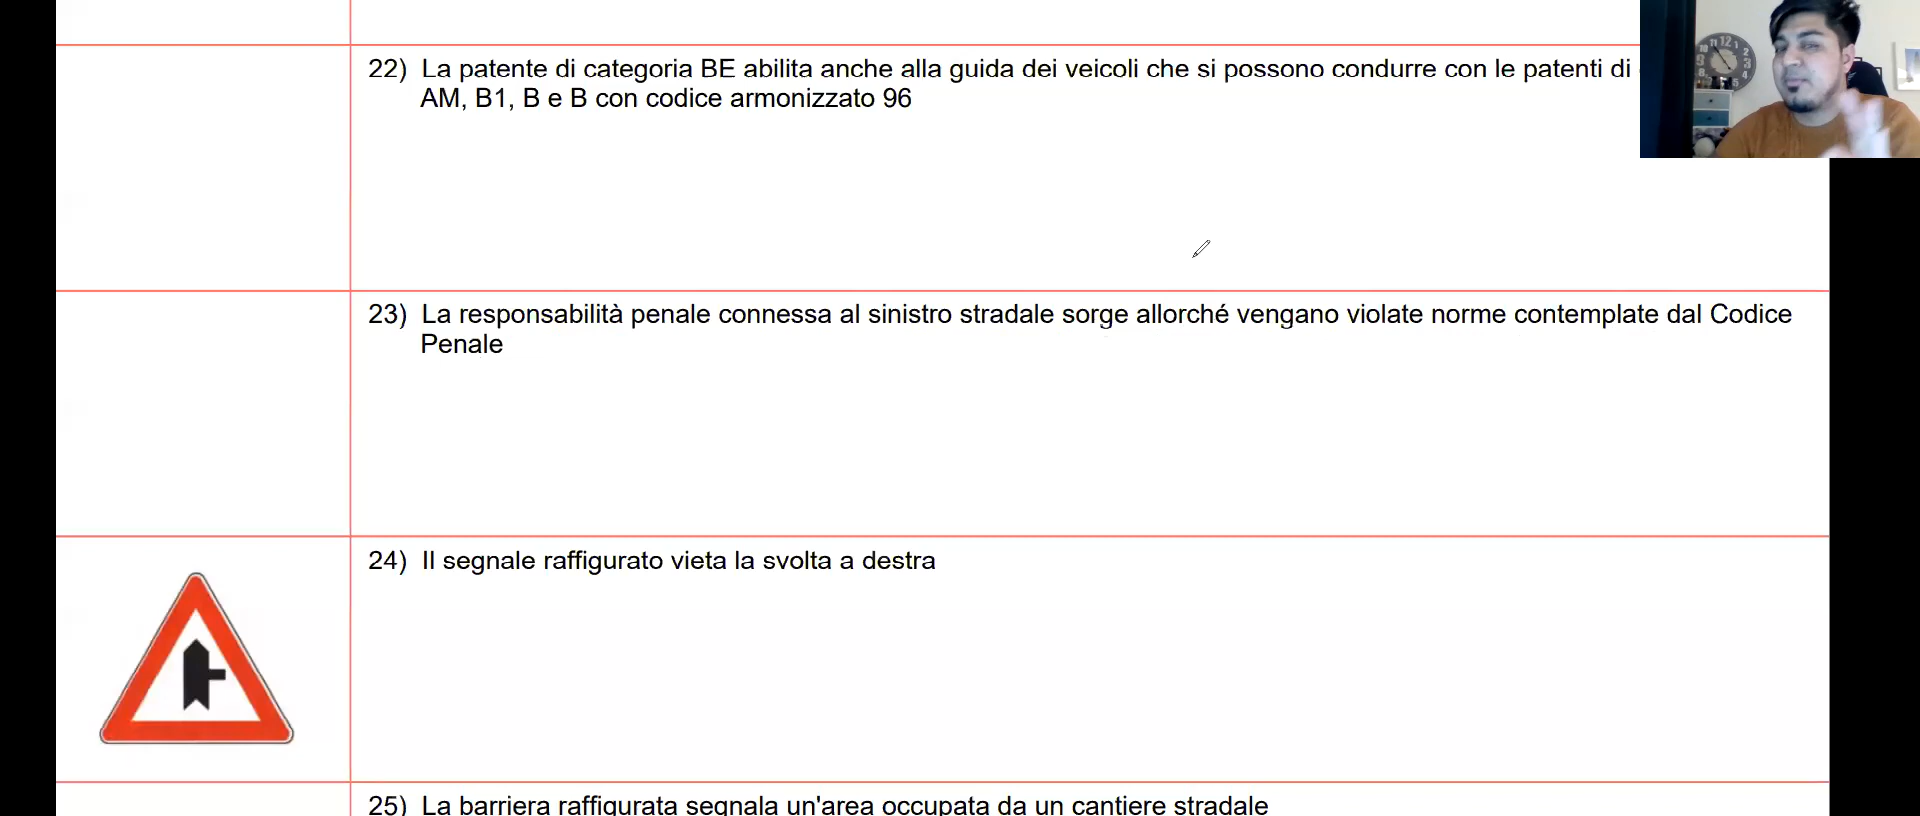 22) La patente di categoria BE abilita anche alla guida dei veicoli che si possono condurre con le patenti di
AM, B1, B e B con codice armonizzato 96
23) La responsabilità penale connessa al sinistro stradale sorge allorché vengano violate norme contemplate dal Codice
Penale
24) Il segnale raffigurato vieta la svolta a destra
25) La barriera raffigurata segnala un'area occupata da un cantiere stradale